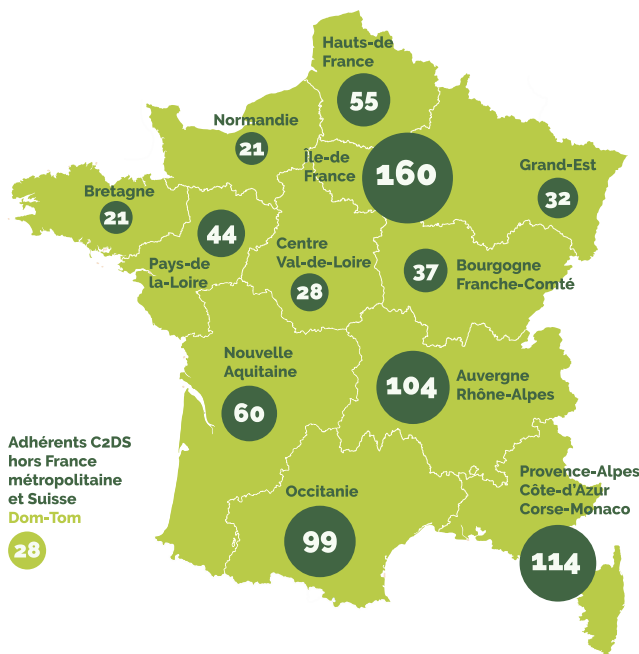 Hauts-de
France
55
Normandie
21
Île-de
France
160
Grand-Est
32
Bretagne
21
44
Pays-de
la-Loire
Centre
Val-de-Loire
28
37
Bourgogne
Franche-Comté
Nouvelle
Aquitaine
60
104
Auvergne
Rhône-Alpes
Adhérents C2DS
hors France
métropolitaine
et Suisse
Dom-Tom
28
Occitanie
99
Provence-Alpes
Côte-d'Azur
Corse-Monaco
114